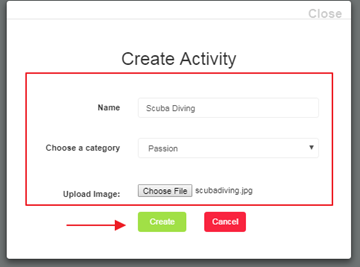 Close
Create Activity
Name Scuba Diving
Choose a category Passion
Upload Image: Choose File scubadiving.jpg
Create Cancel